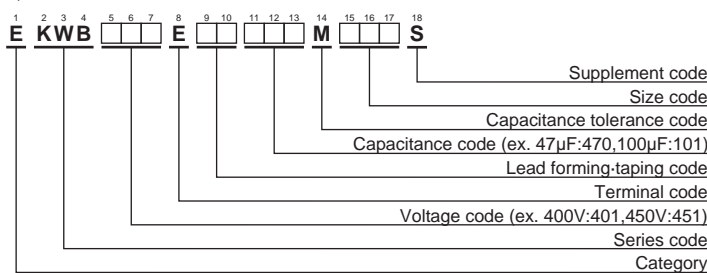 1 2 3 4 5 6 7 8 9 10 11 12 13 14 15 16 17 18
E KWB □□□ E □□ □□□ M □□□ S
Supplement code
Size code
Capacitance tolerance code
Capacitance code (ex. 47µF:470,100µF:101)
Lead forming·taping code
Terminal code
Voltage code (ex. 400V:401,450V:451)
Series code
Category